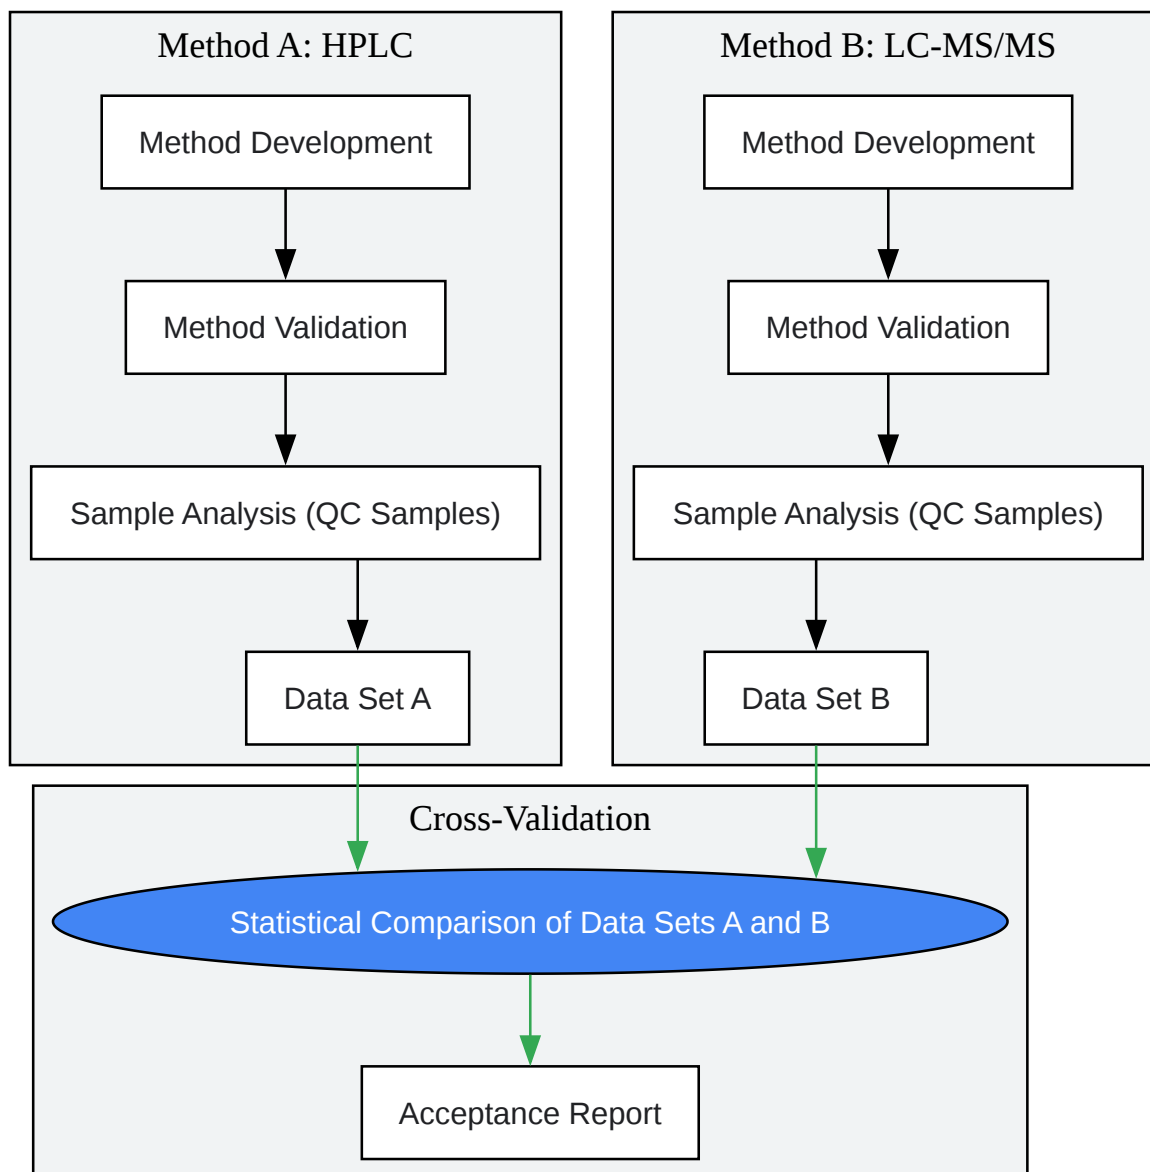 Method A: HPLC
Method Development
Method Validation
Sample Analysis (QC Samples)
Data Set A
Method B: LC-MS/MS
Method Development
Method Validation
Sample Analysis (QC Samples)
Data Set B
Cross-Validation
Statistical Comparison of Data Sets A and B
Acceptance Report